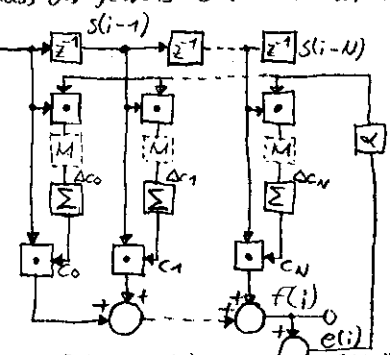 s(i-1)
z⁻¹ z⁻¹ z⁻¹ s(i-N)
M M M α
Δc₀ Δc₁ Δc_N
Σ Σ Σ
c₀ c₁ c_N
+ + + f(i)
+ e(i)